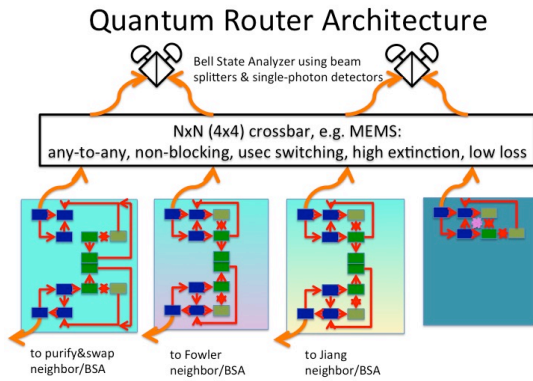 Quantum Router Architecture
Bell State Analyzer using beam
splitters & single-photon detectors
NxN (4x4) crossbar, e.g. MEMS:
any-to-any, non-blocking, usec switching, high extinction, low loss
to purify&swap
neighbor/BSA
to Fowler
neighbor/BSA
to Jiang
neighbor/BSA